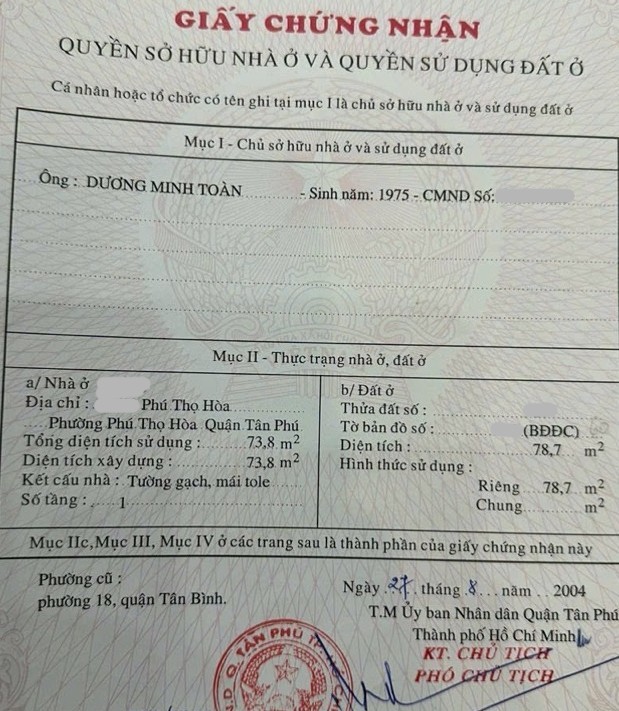 GIẤY CHỨNG NHẬN
QUYỀN SỞ HỮU NHÀ Ở VÀ QUYỀN SỬ DỤNG ĐẤT Ở
Cá nhân hoặc tổ chức có tên ghi tại mục I là chủ sở hữu nhà ở và sử dụng đất ở
Mục I - Chủ sở hữu nhà ở và sử dụng đất ở
Ông : DƯƠNG MINH TOÀN - Sinh năm: 1975 - CMND Số:
Mục II - Thực trạng nhà ở, đất ở
a/ Nhà ở
Địa chỉ : Phú Thọ Hòa
Phường Phú Thọ Hòa Quận Tân Phú
Tổng diện tích sử dụng : 73,8 m²
Diện tích xây dựng : 73,8 m²
Kết cấu nhà : Tường gạch, mái tole
Số tầng : 1
b/ Đất ở
Thửa đất số :
Tờ bản đồ số : (BĐĐC)
Diện tích : 78,7 m²
Hình thức sử dụng :
Riêng 78,7 m²
Chung m²
Mục IIc,Mục III, Mục IV ở các trang sau là thành phần của giấy chứng nhận này
Phường cũ :
phường 18, quận Tân Bình.
Ngày 27 tháng 8 năm 2004
T.M Ủy ban Nhân dân Quận Tân Phú
Thành phố Hồ Chí Minh
KT. CHỦ TỊCH
PHÓ CHỦ TỊCH
Q. TÂN PHÚ